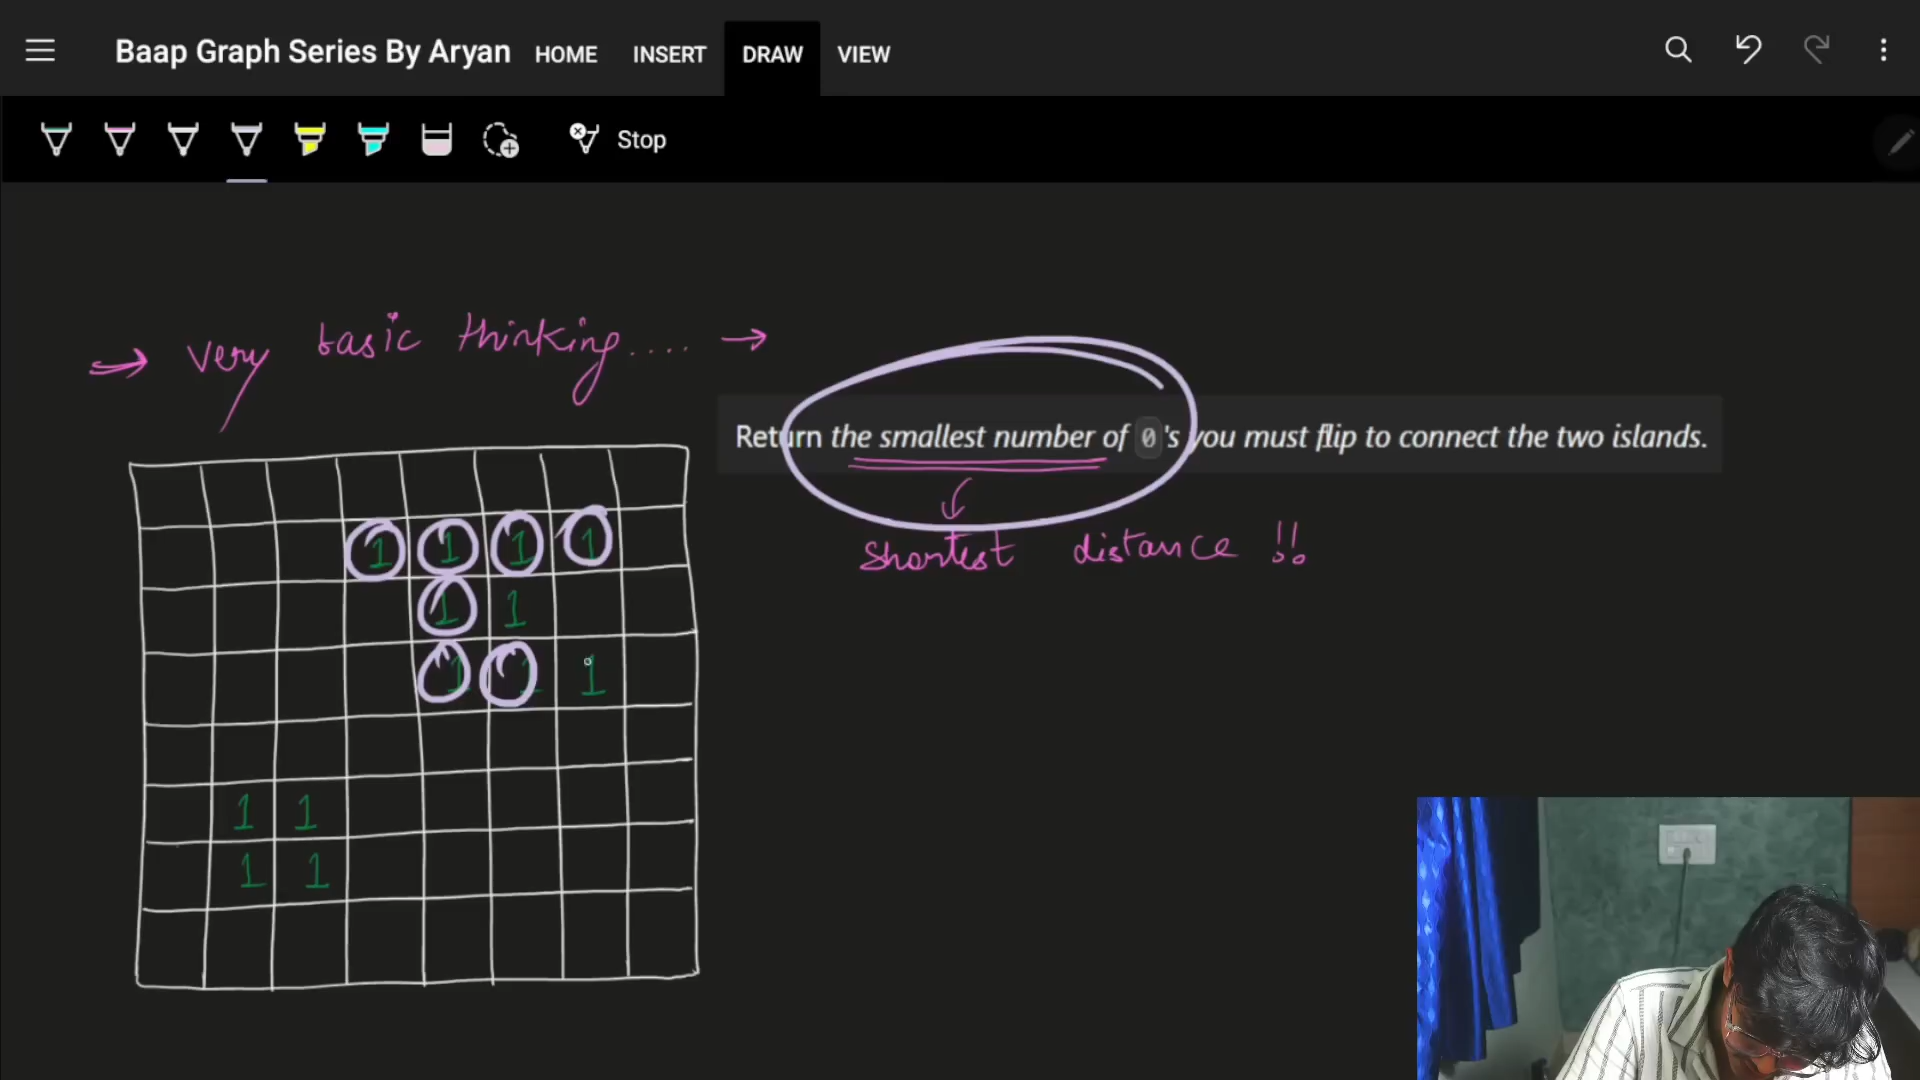 Baap Graph Series By Aryan HOME INSERT DRAW VIEW
Stop
⇒ very basic thinking.... →
Return the smallest number of 0's you must flip to connect the two islands.
shortest distance !!
1 1 1 1
1 1
1 1 1
1 1
1 1